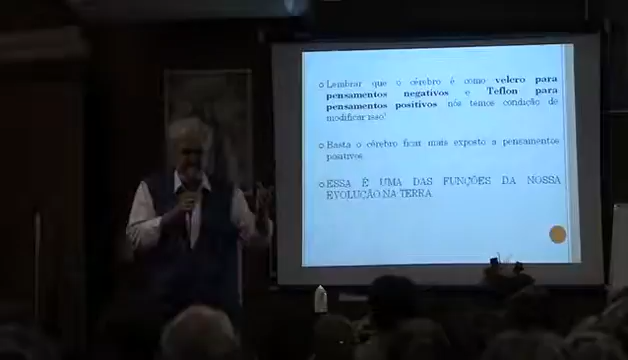 Lembrar que o cérebro é como velcro para
pensamentos negativos e Teflon para
pensamentos positivos nós temos condição de
modificar isso!
Basta o cérebro ficar mais exposto a pensamentos
positivos
ESSA É UMA DAS FUNÇÕES DA NOSSA
EVOLUÇÃO NA TERRA